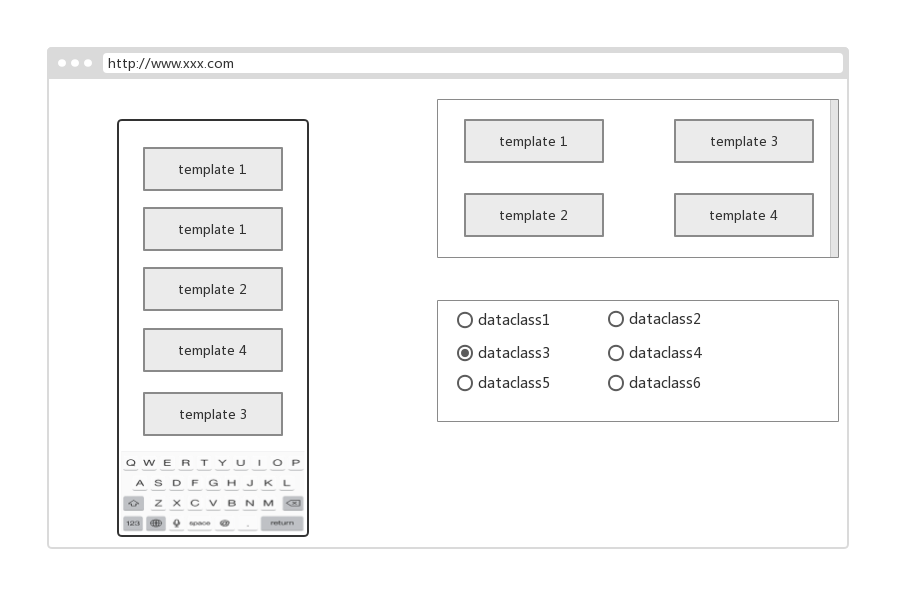 http://www.xxx.com
template 1
template 1
template 2
template 4
template 3
Q W E R T Y U I O P
A S D F G H J K L
Z X C V B N M
123 space @ . return
template 1 template 3
template 2 template 4
dataclass1 dataclass2
dataclass3 dataclass4
dataclass5 dataclass6